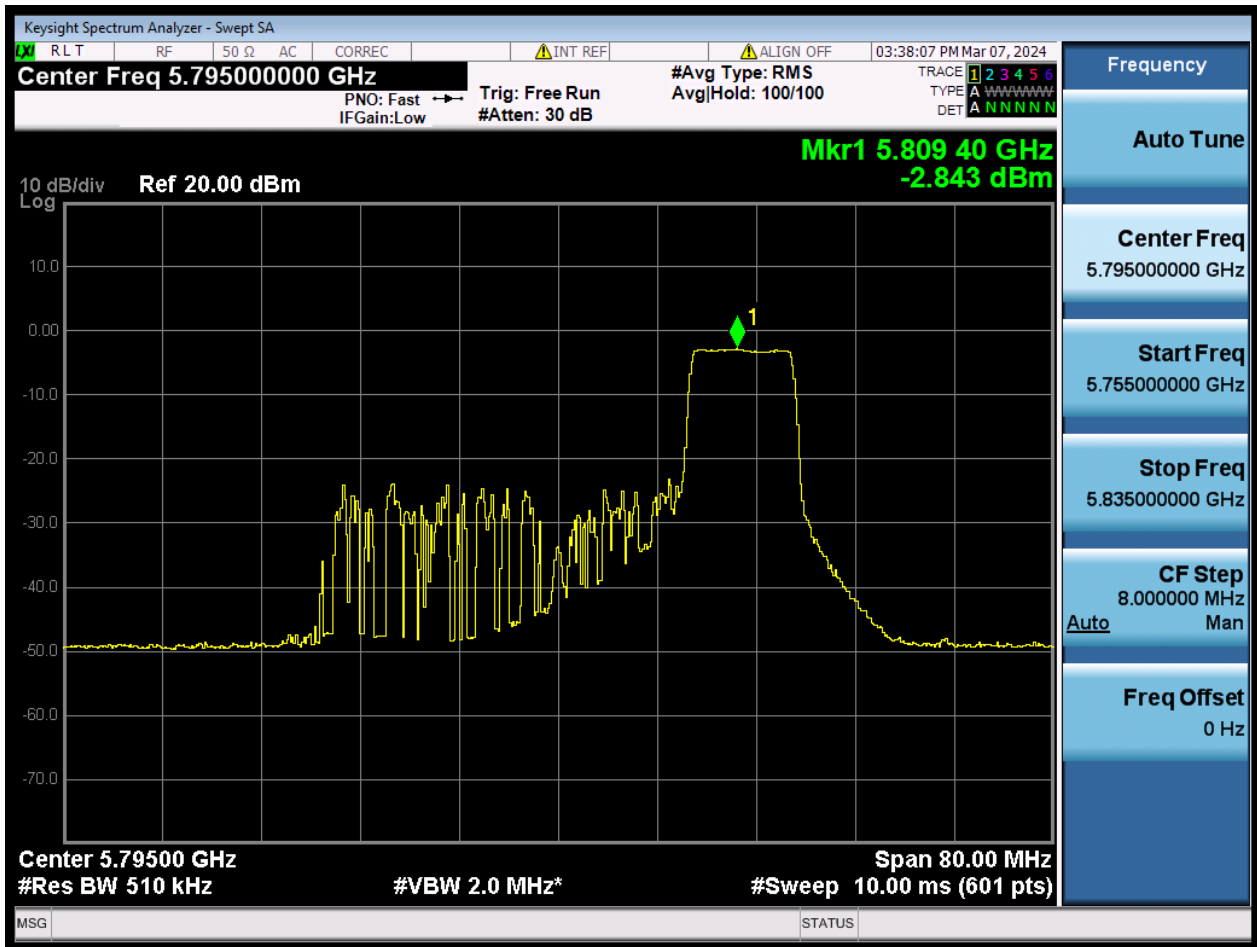 Keysight Spectrum Analyzer - Swept SA
LXI RLT RF 50 Ω AC CORREC INT REF ALIGN OFF 03:38:07 PM Mar 07, 2024
Center Freq 5.795000000 GHz
PNO: Fast
IFGain:Low
Trig: Free Run
#Atten: 30 dB
#Avg Type: RMS
Avg|Hold: 100/100
TRACE 1 2 3 4 5 6
TYPE A WWWWW
DET A N N N N N
Mkr1 5.809 40 GHz
-2.843 dBm
10 dB/div Ref 20.00 dBm
Log
10.0
0.00
-10.0
-20.0
-30.0
-40.0
-50.0
-60.0
-70.0
1
Center 5.79500 GHz Span 80.00 MHz
#Res BW 510 kHz #VBW 2.0 MHz* #Sweep 10.00 ms (601 pts)
MSG STATUS
Frequency
Auto Tune
Center Freq
5.795000000 GHz
Start Freq
5.755000000 GHz
Stop Freq
5.835000000 GHz
CF Step
8.000000 MHz
Auto Man
Freq Offset
0 Hz